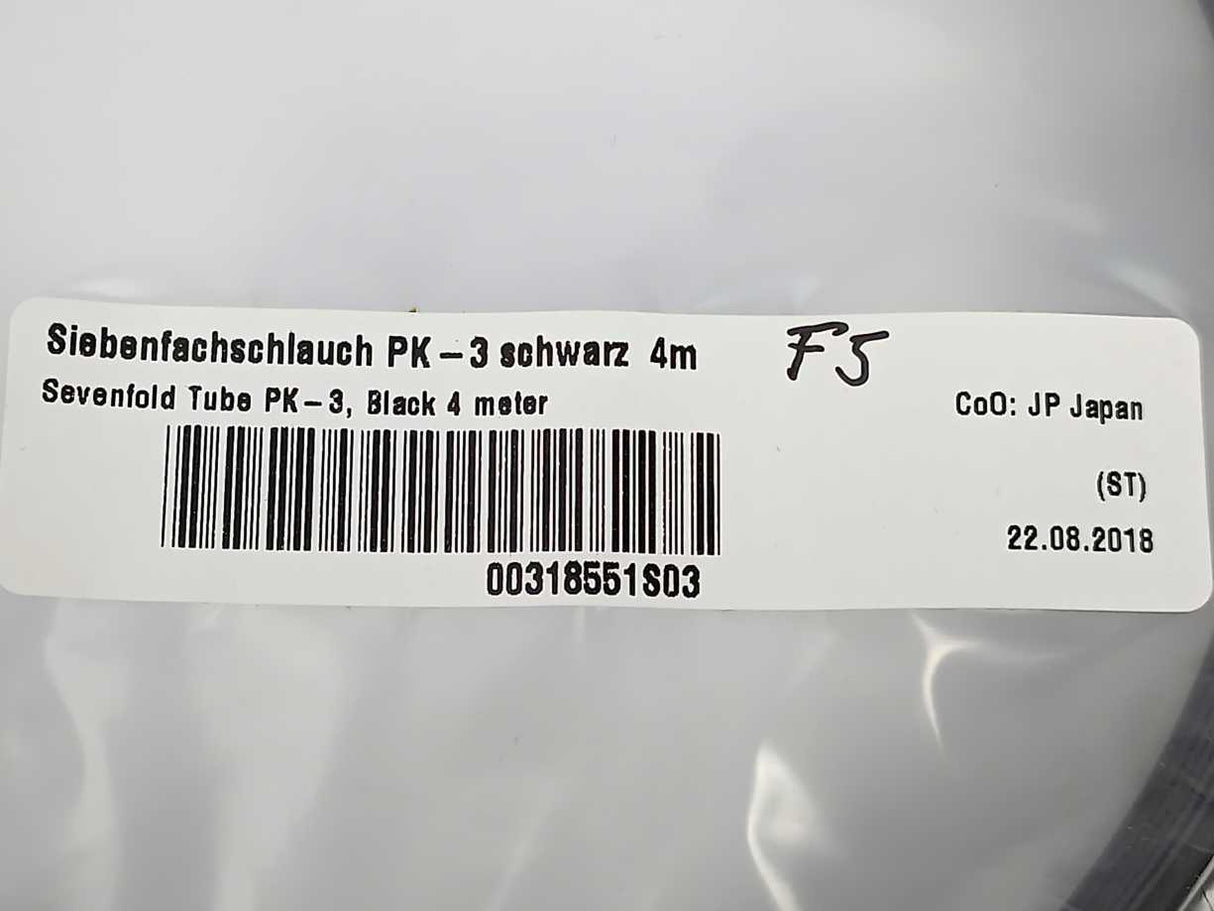 Siebenfachschlauch PK-3 schwarz 4m
F5
Sevenfold Tube PK-3, Black 4 meter
CoO: JP Japan
(ST)
22.08.2018
00318551S03